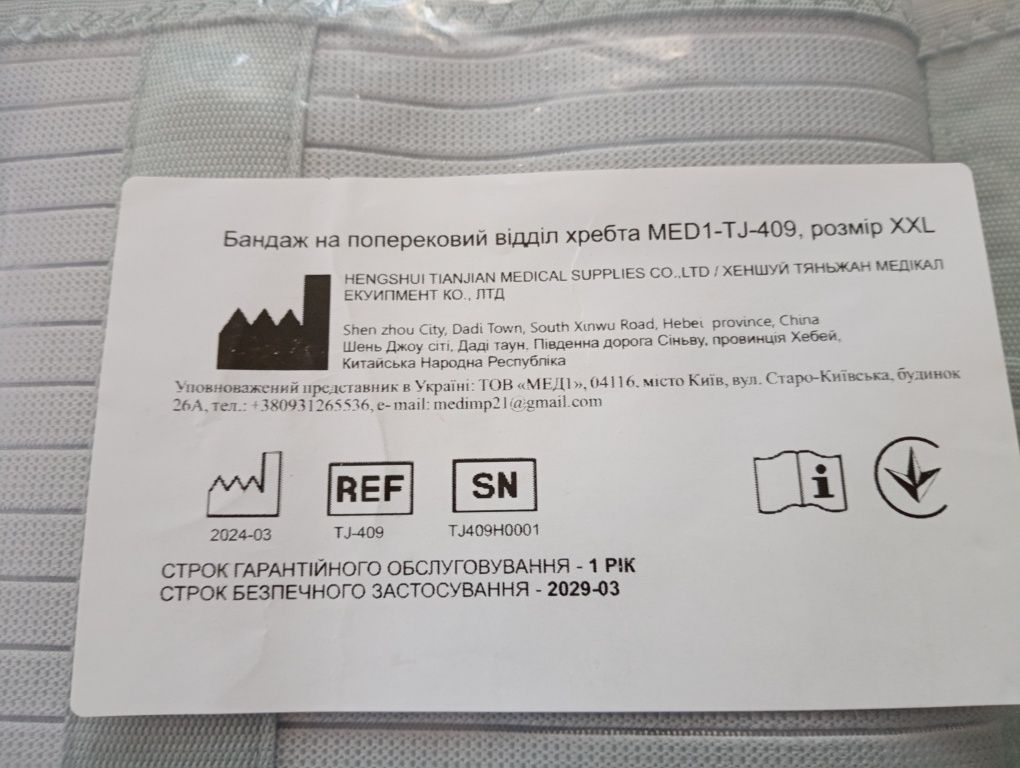 Бандаж на поперековий відділ хребта MED1-TJ-409, розмір XXL
HENGSHUI TIANJIAN MEDICAL SUPPLIES CO.,LTD / ХЕНШУЙ ТЯНЬЖАН МЕДІКАЛ
ЕКУИПМЕНТ КО., ЛТД
Shen zhou City, Dadi Town, South Xinwu Road, Hebei province, China
Шень Джоу сіті, Даді таун, Південна дорога Сіньву, провинція Хебей,
Китайська Народна Республіка
Уповноважений представник в Україні: ТОВ «МЕД1», 04116, місто Київ, вул. Старо-Київська, будинок
26А, тел.: +380931265536, e-mail: medimp21@gmail.com
REF SN i
2024-03 TJ-409 TJ409H0001
СТРОК ГАРАНТІЙНОГО ОБСЛУГОВУВАННЯ - 1 РІК
СТРОК БЕЗПЕЧНОГО ЗАСТОСУВАННЯ - 2029-03